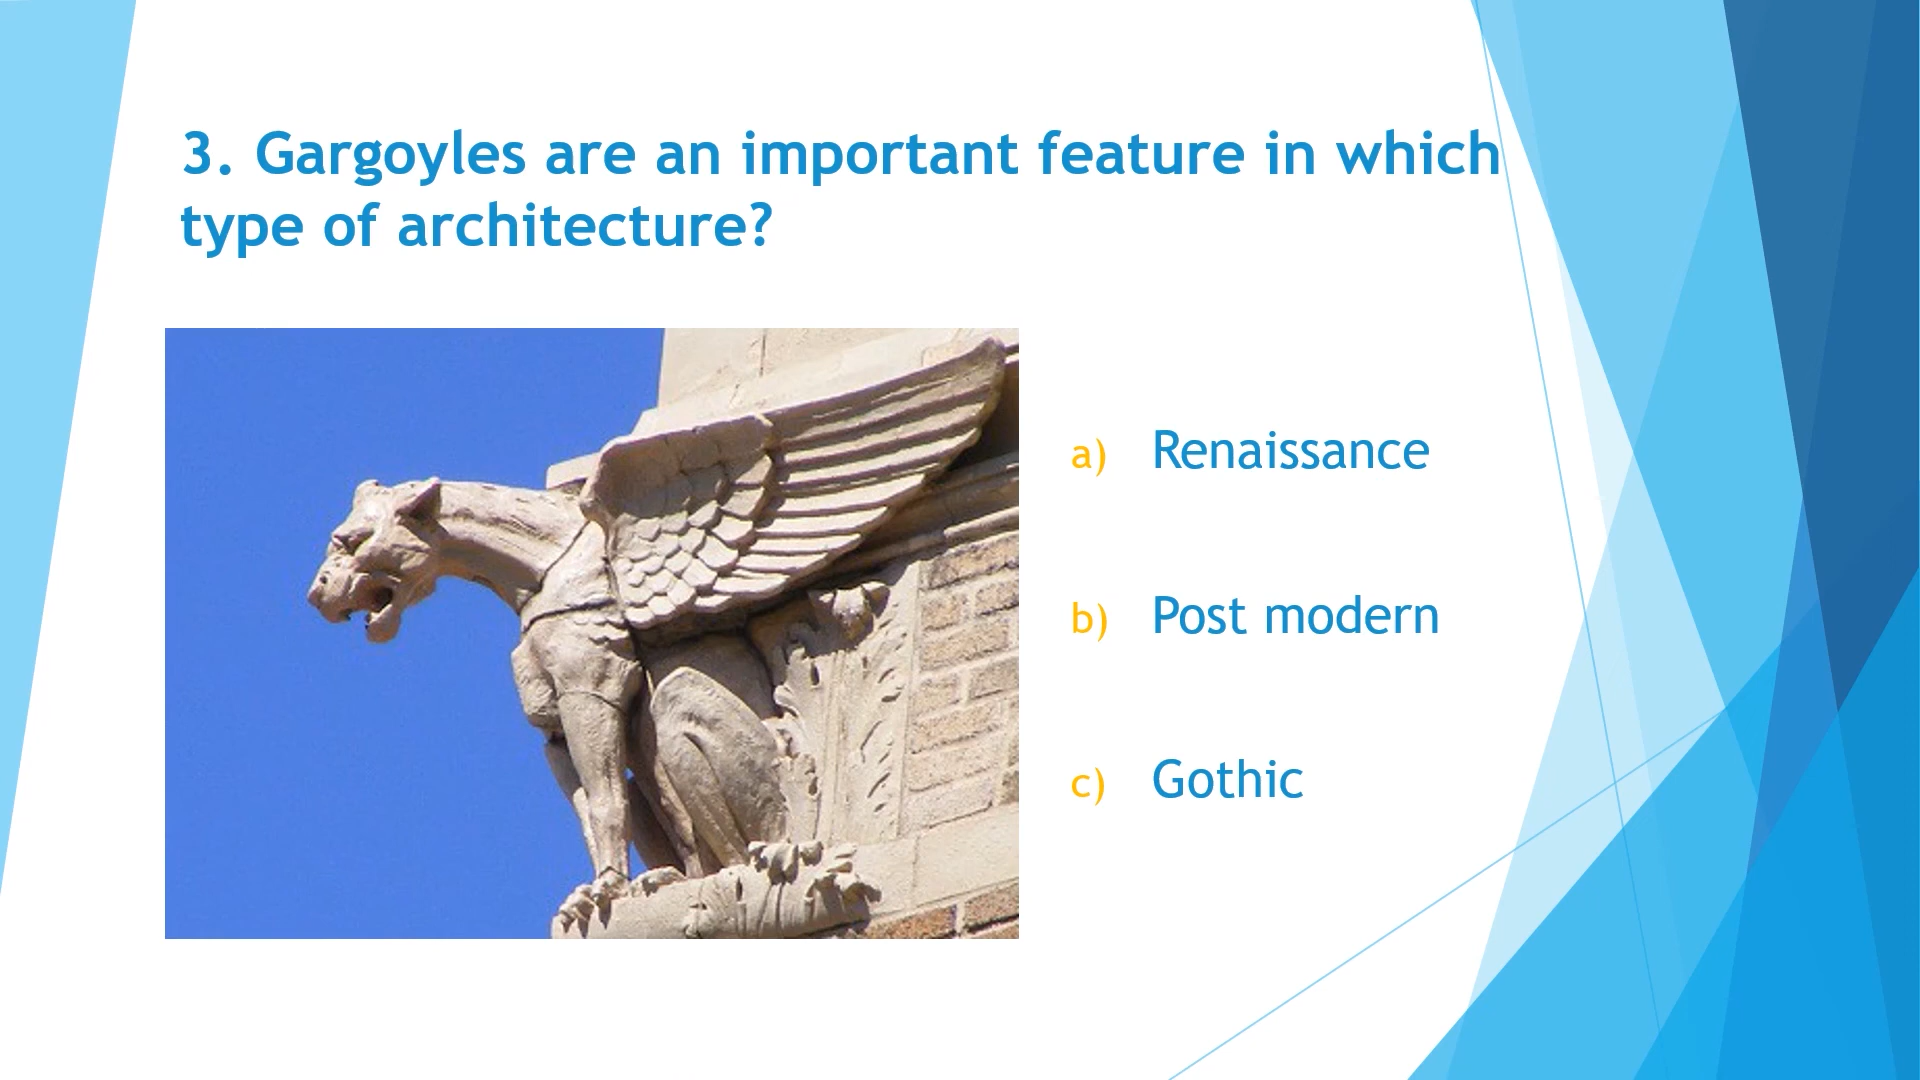 3. Gargoyles are an important feature in which
type of architecture?
a) Renaissance
b) Post modern
c) Gothic